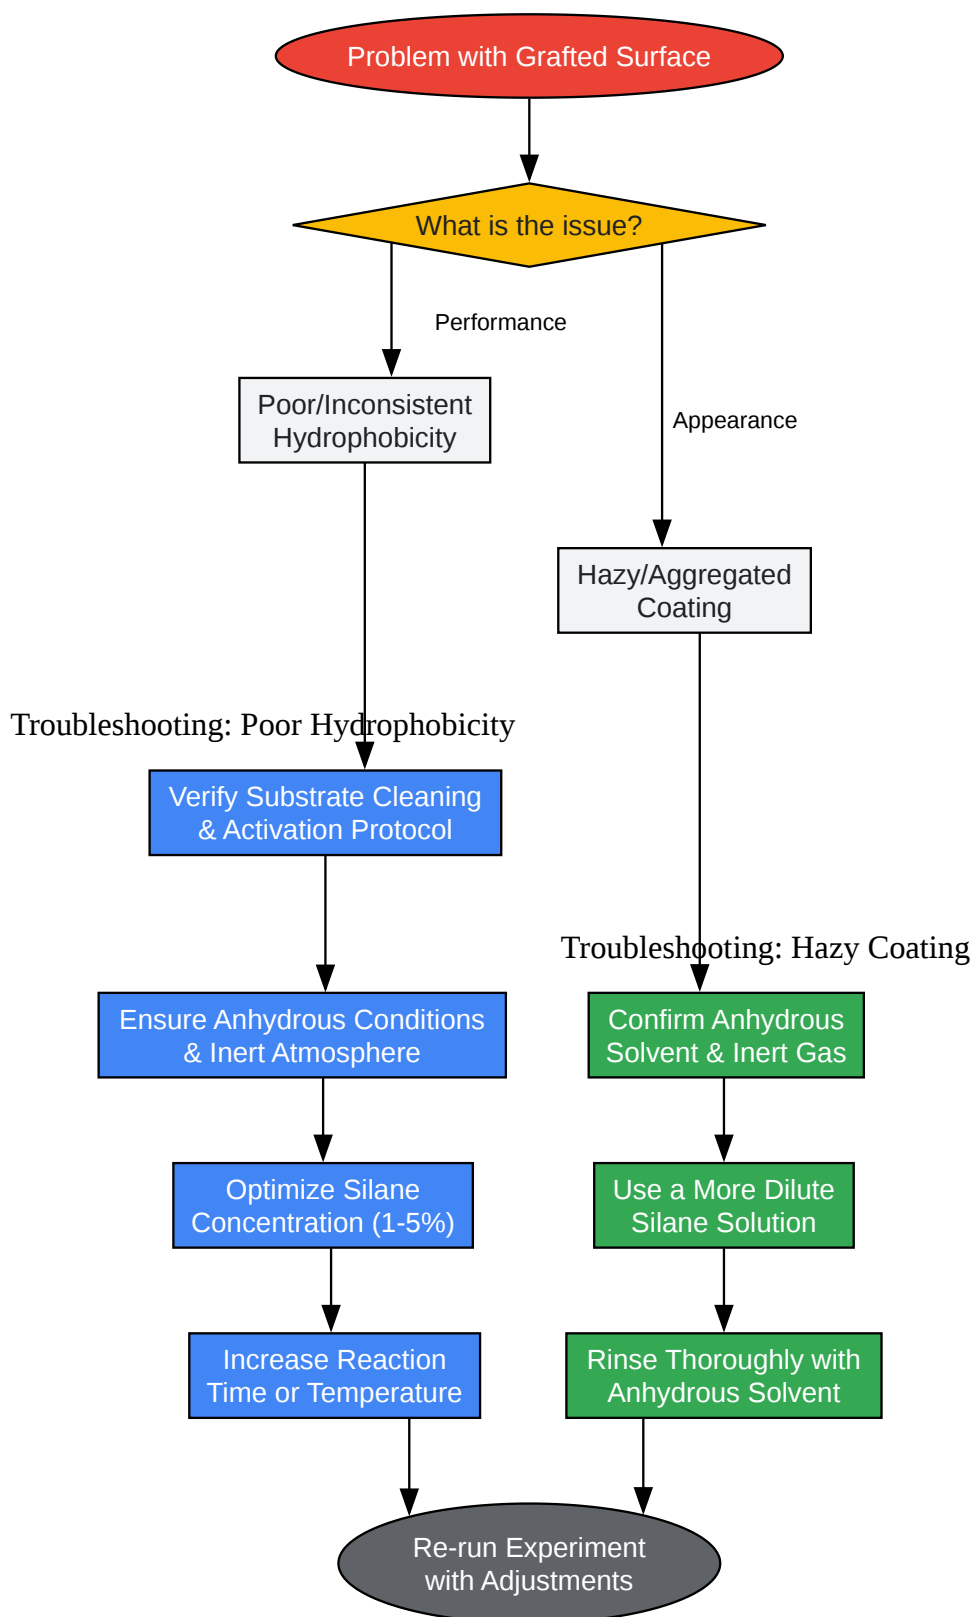 Problem with Grafted Surface
What is the issue?
Performance
Poor/Inconsistent
Hydrophobicity
Appearance
Hazy/Aggregated
Coating
Troubleshooting: Poor Hydrophobicity
Verify Substrate Cleaning
& Activation Protocol
Troubleshooting: Hazy Coating
Ensure Anhydrous Conditions
& Inert Atmosphere
Confirm Anhydrous
Solvent & Inert Gas
Optimize Silane
Concentration (1-5%)
Use a More Dilute
Silane Solution
Increase Reaction
Time or Temperature
Rinse Thoroughly with
Anhydrous Solvent
Re-run Experiment
with Adjustments